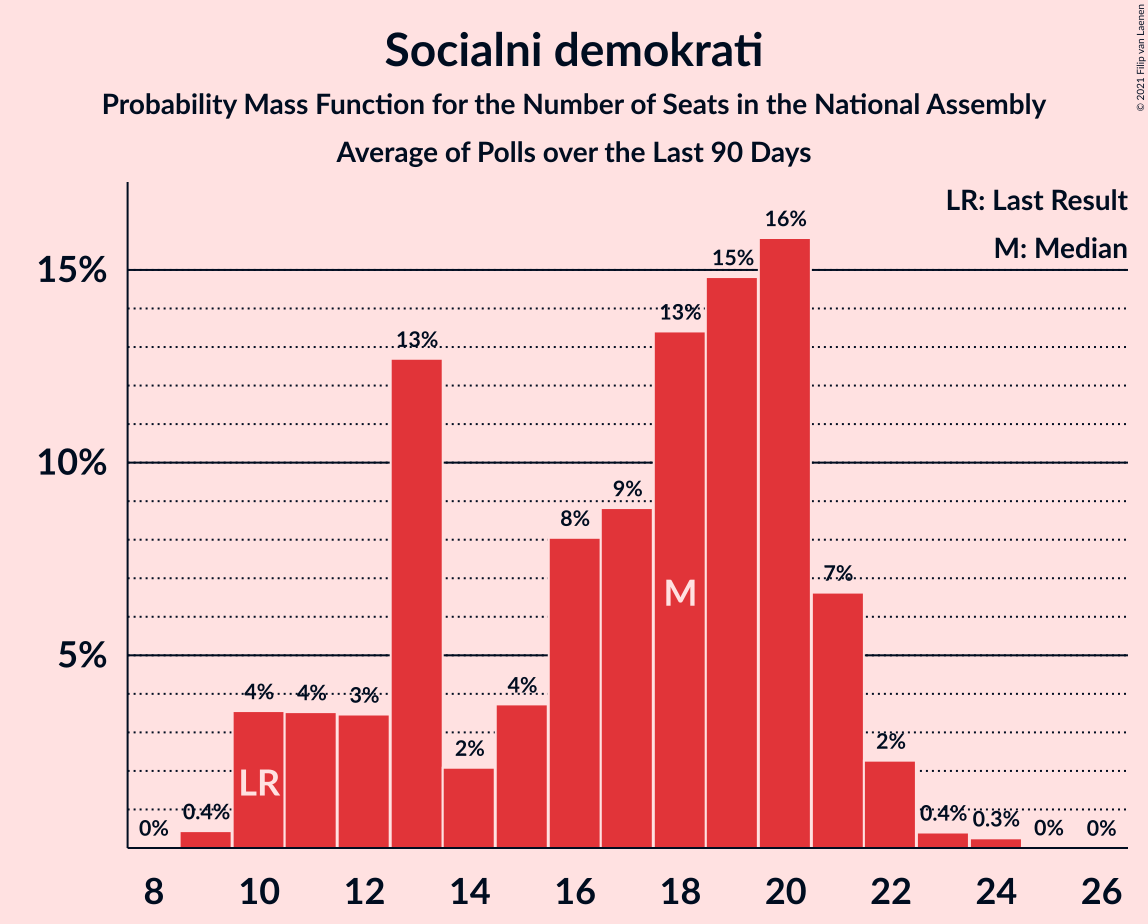 Socialni demokrati
Probability Mass Function for the Number of Seats in the National Assembly
Average of Polls over the Last 90 Days
© 2021 Filip van Laenen
LR: Last Result
M: Median
15%
10%
5%
0%
0.4%
4%
4%
3%
13%
2%
4%
8%
9%
13%
15%
16%
7%
2%
0.4%
0.3%
0%
0%
LR
M
8 10 12 14 16 18 20 22 24 26